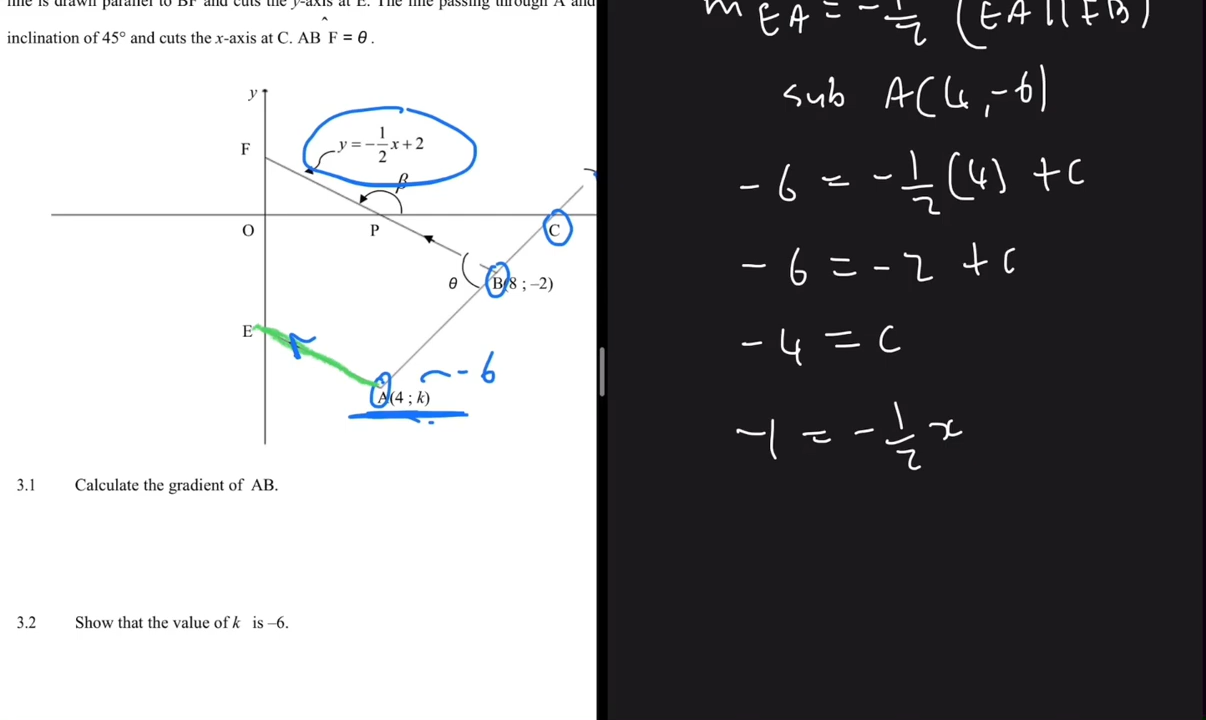 line is drawn parallel to BF and cuts the y-axis at E. The line passing through A and
inclination of 45° and cuts the x-axis at C. AB̂F = θ.
y
F
y = -1/2x + 2
β
O
P
C
θ
B(8 ; –2)
E
-6
A(4 ; k)
3.1 Calculate the gradient of AB.
3.2 Show that the value of k is –6.
m EA = -1/2 (EA || FB)
sub A(4,-6)
-6 = -1/2(4) + c
-6 = -2 + c
-4 = c
-1 = -1/2 x